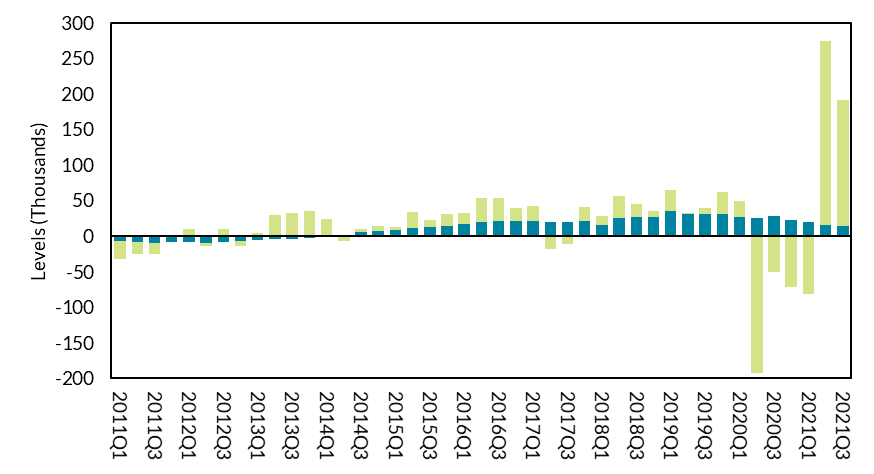 300
250
200
150
100
50
0
-50
-100
-150
-200
Levels (Thousands)
2011Q1
2011Q3
2012Q1
2012Q3
2013Q1
2013Q3
2014Q1
2014Q3
2015Q1
2015Q3
2016Q1
2016Q3
2017Q1
2017Q3
2018Q1
2018Q3
2019Q1
2019Q3
2020Q1
2020Q3
2021Q1
2021Q3